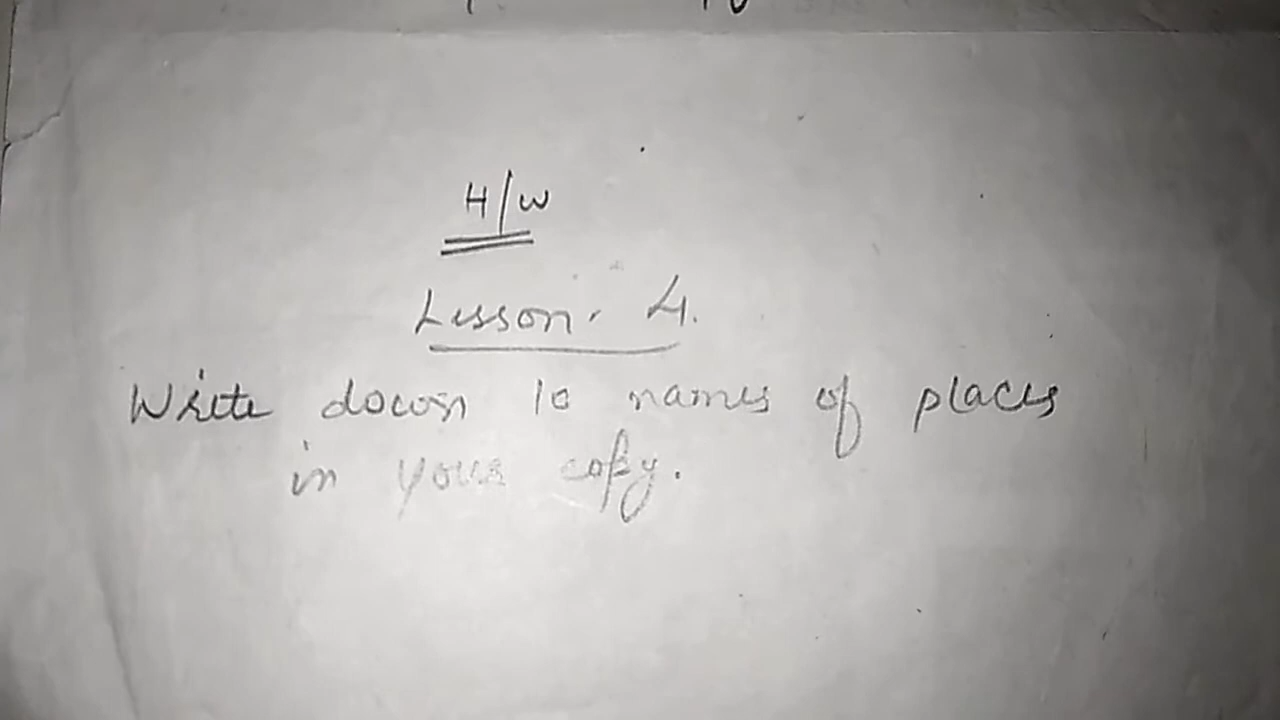 H/W
Lesson. 4.
Write down 10 names of places
in your copy.